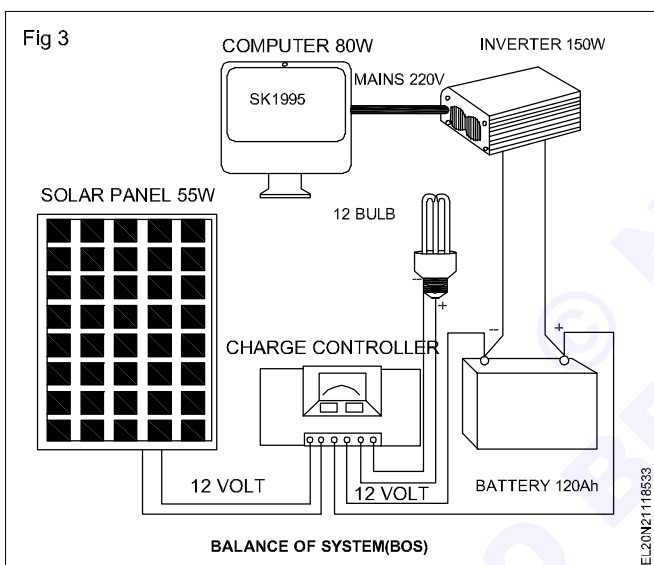 Fig 3
COMPUTER 80W
INVERTER 150W
MAINS 220V
SK1995
SOLAR PANEL 55W
12 BULB
--
+
--
+
CHARGE CONTROLLER
12 VOLT
12 VOLT
BATTERY 120Ah
BALANCE OF SYSTEM(BOS)
EL20N21118533